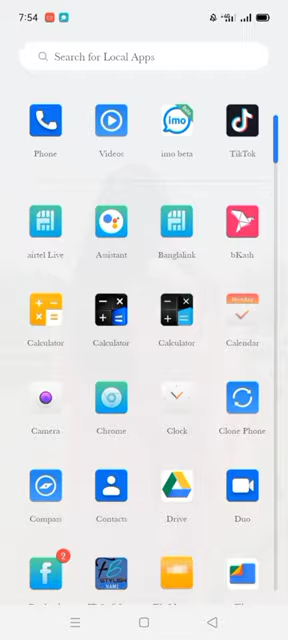 7:54
Search for Local Apps
Phone Videos imo beta TikTok
airtel Live Assistant Banglalink bKash
Calculator Calculator Calculator Calendar
Camera Chrome Clock Clone Phone
Compass Contacts Drive Duo
2